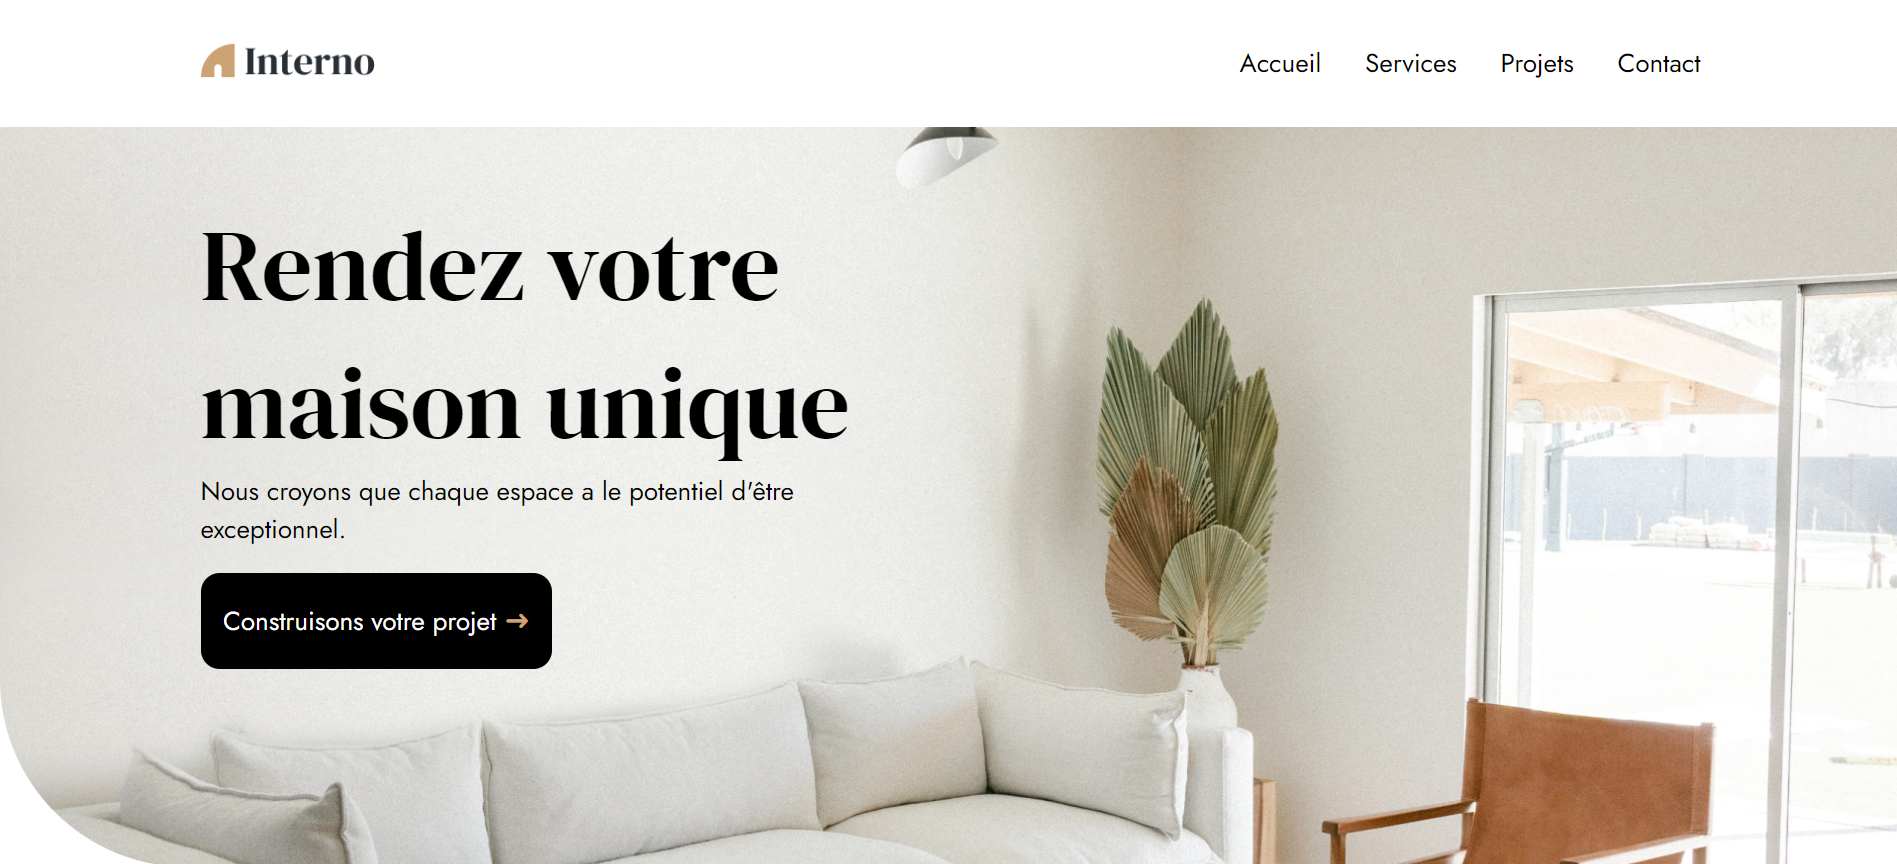 Interno
Accueil Services Projets Contact
Rendez votre
maison unique
Nous croyons que chaque espace a le potentiel d'être
exceptionnel.
Construisons votre projet →